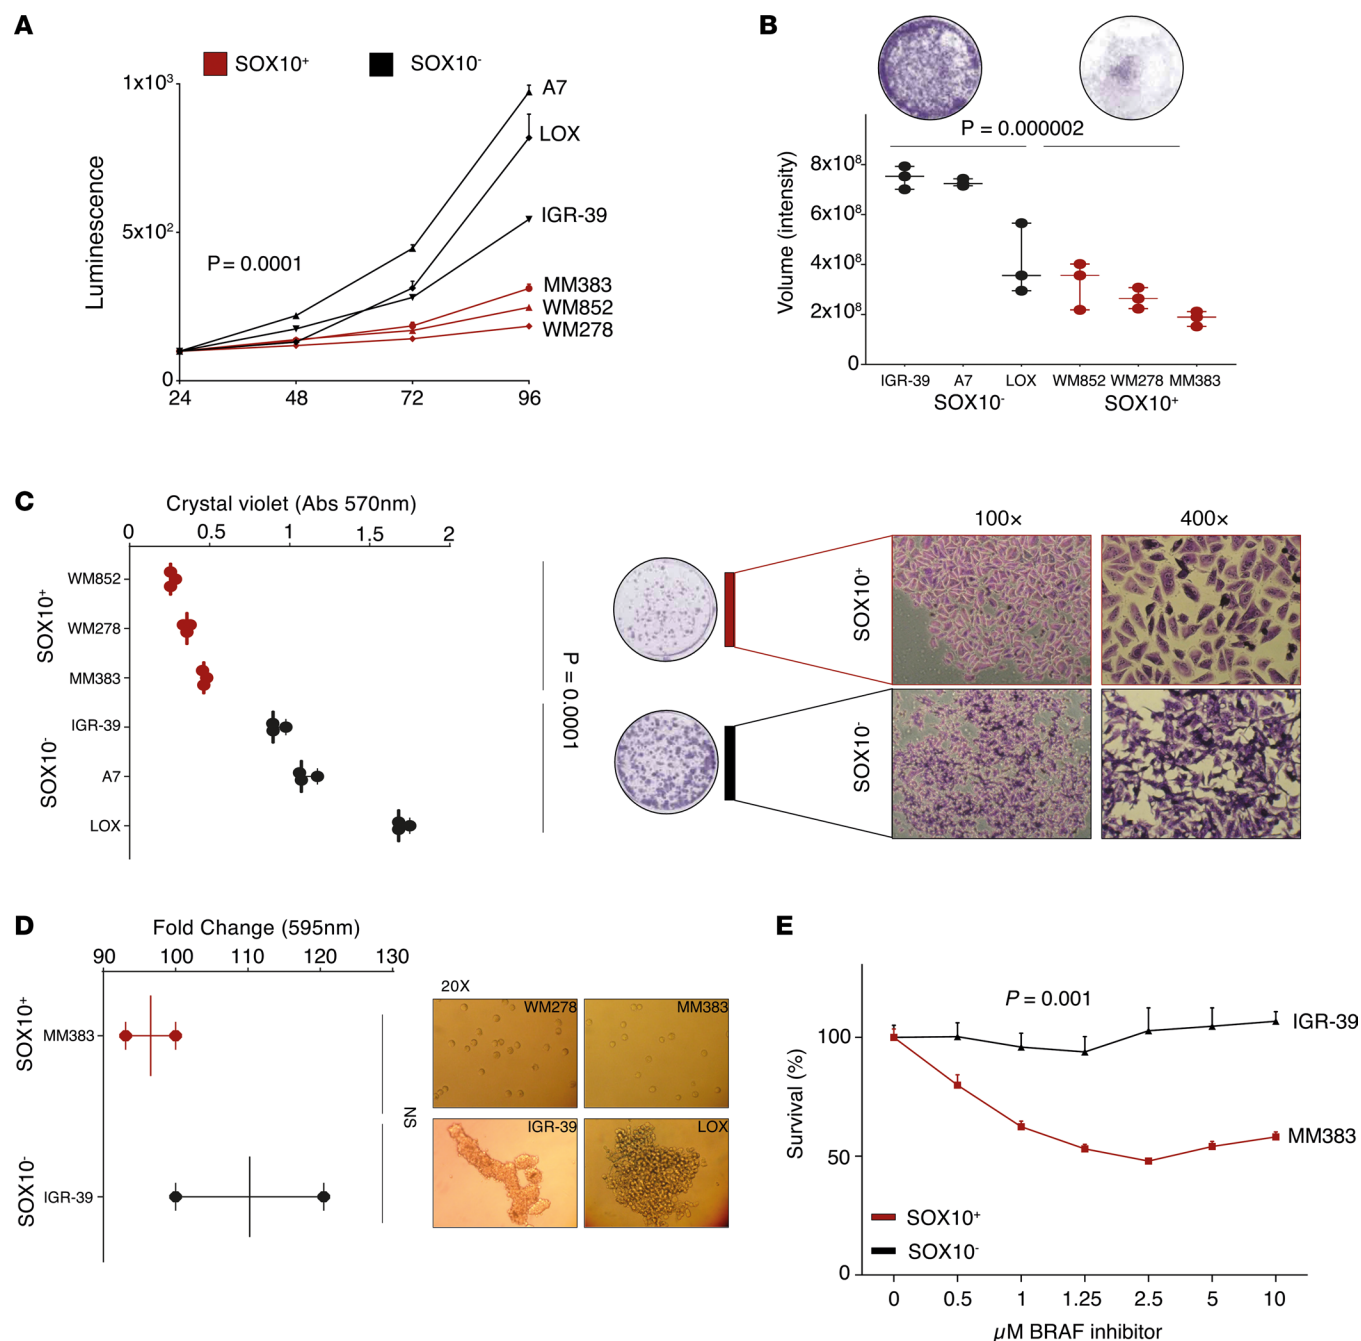 A
SOX10⁺
SOX10⁻
Luminescence
1x10³
5x10²
0
P = 0.0001
A7
LOX
IGR-39
MM383
WM852
WM278
24
48
72
96
B
P = 0.000002
Volume (intensity)
8x10⁸
6x10⁸
4x10⁸
2x10⁸
0
IGR-39
A7
LOX
WM852
WM278
MM383
SOX10⁻
SOX10⁺
C
Crystal violet (Abs 570nm)
0
0.5
1
1.5
2
SOX10⁺
WM852
WM278
MM383
SOX10⁻
IGR-39
A7
LOX
P = 0.0001
100×
400×
SOX10⁺
SOX10⁻
D
Fold Change (595nm)
90
100
110
120
130
SOX10⁺
MM383
SOX10⁻
IGR-39
NS
20X
WM278
MM383
IGR-39
LOX
E
P = 0.001
Survival (%)
100
50
0
IGR-39
MM383
SOX10⁺
SOX10⁻
0
0.5
1
1.25
2.5
5
10
µM BRAF inhibitor